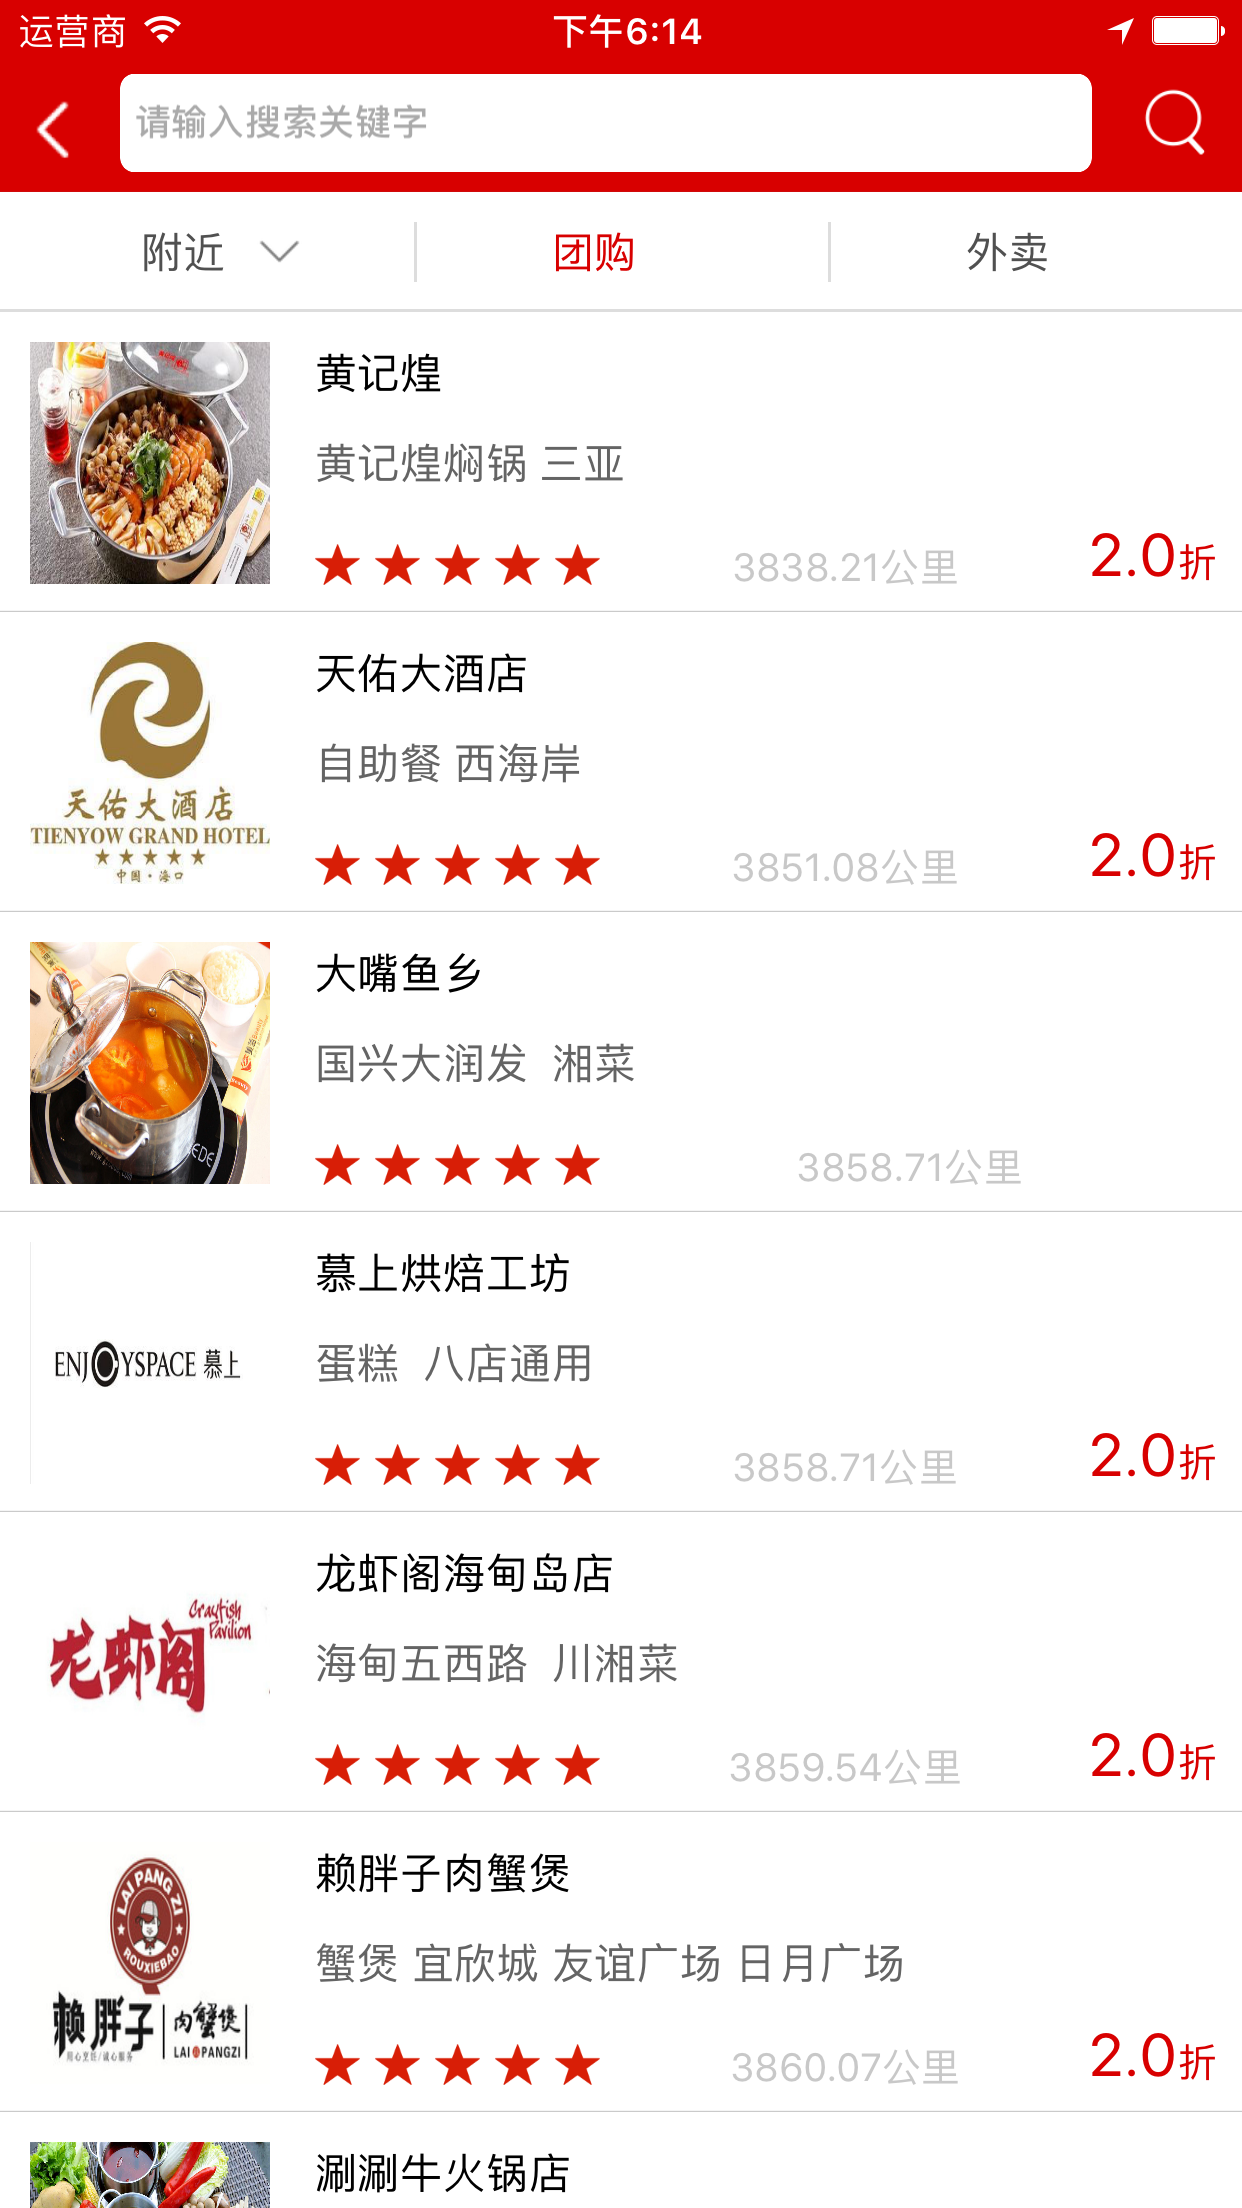 运营商 下午6:14
请输入搜索关键字
附近 团购 外卖
黄记煌
黄记煌焖锅 三亚
3838.21公里 2.0折
天佑大酒店
自助餐 西海岸
3851.08公里 2.0折
天佑大酒店
TIENYOW GRAND HOTEL
中国·海口
大嘴鱼乡
国兴大润发 湘菜
3858.71公里
慕上烘焙工坊
蛋糕 八店通用
3858.71公里 2.0折
ENJOYSPACE 慕上
龙虾阁海甸岛店
海甸五西路 川湘菜
3859.54公里 2.0折
Crayfish
Pavilion
龙虾阁
赖胖子肉蟹煲
蟹煲 宜欣城 友谊广场 日月广场
3860.07公里 2.0折
LAI PANG ZI
ROUXIEBAO
赖胖子 肉蟹煲
用心烹饪/诚心服务 LAI PANGZI
涮涮牛火锅店